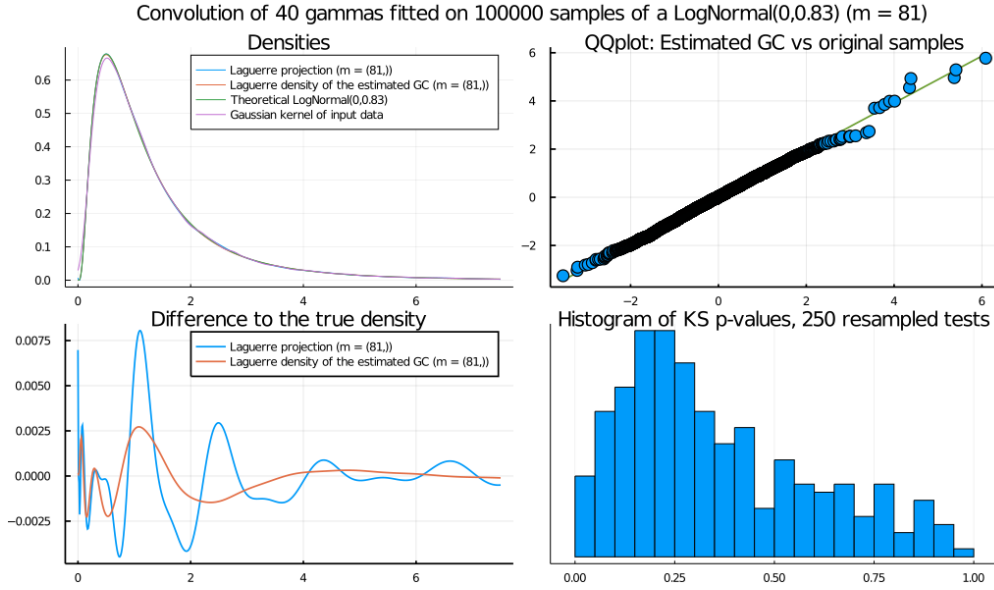 Convolution of 40 gammas fitted on 100000 samples of a LogNormal(0,0.83) (m = 81)
Densities
Laguerre projection (m = (81,))
Laguerre density of the estimated GC (m = (81,))
Theoretical LogNormal(0,0.83)
Gaussian kernel of input data
0.6
0.5
0.4
0.3
0.2
0.1
0.0
0 2 4 6
QQplot: Estimated GC vs original samples
6
4
2
0
−2
−2 0 2 4 6
Difference to the true density
Laguerre projection (m = (81,))
Laguerre density of the estimated GC (m = (81,))
0.0075
0.0050
0.0025
0.0000
−0.0025
0 2 4 6
Histogram of KS p-values, 250 resampled tests
0.00 0.25 0.50 0.75 1.00